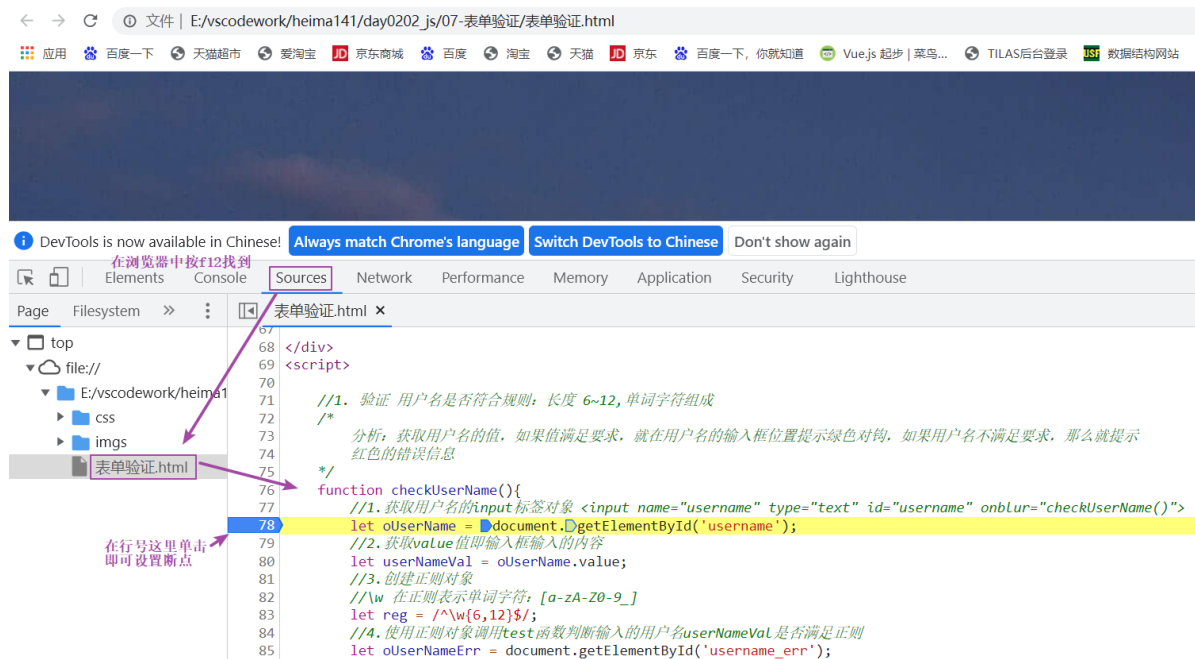 文件 | E:/vscodework/heima141/day0202_js/07-表单验证/表单验证.html
应用 百度一下 天猫超市 爱淘宝 JD 京东商城 百度 淘宝 天猫 JD 京东 百度一下，你就知道 Vue.js 起步 | 菜鸟... TILAS后台登录 USF 数据结构网站
DevTools is now available in Chinese! Always match Chrome's language Switch DevTools to Chinese Don't show again
在浏览器中按f12找到
Elements Console Sources Network Performance Memory Application Security Lighthouse
Page Filesystem » 表单验证.html ×
67
top
68 </div>
69 <script>
file://
70
E:/vscodework/heima1
71 //1. 验证 用户名是否符合规则：长度 6~12,单词字符组成
72 /*
css
73 分析：获取用户名的值，如果值满足要求，就在用户名的输入框位置提示绿色对钩，如果用户名不满足要求，那么就提示
imgs
74 红色的错误信息
75 */
表单验证.html
76 function checkUserName(){
77 //1.获取用户名的input标签对象 <input name="username" type="text" id="username" onblur="checkUserName()">
78 let oUserName = document.getElementById('username');
在行号这里单击
即可设置断点
79 //2.获取value值即输入框输入的内容
80 let userNameVal = oUserName.value;
81 //3.创建正则对象
82 //\w 在正则表示单词字符：[a-zA-Z0-9_]
83 let reg = /^\w{6,12}$/;
84 //4.使用正则对象调用test函数判断输入的用户名userNameVal是否满足正则
85 let oUserNameErr = document.getElementById('username_err');